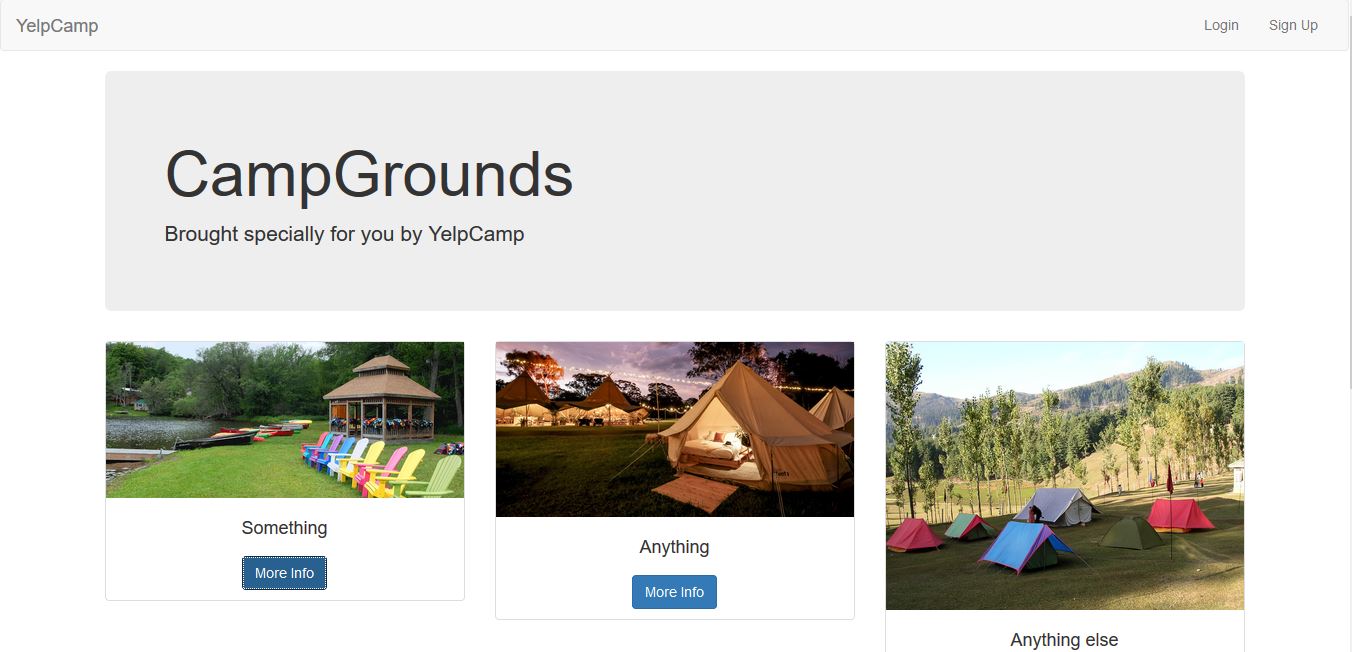 YelpCamp
Login
Sign Up
CampGrounds
Brought specially for you by YelpCamp
Something
More Info
Anything
More Info
Anything else